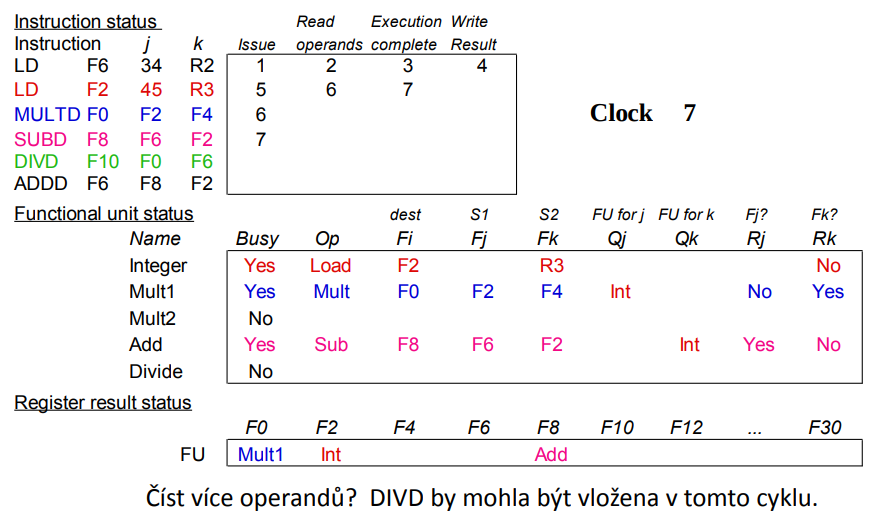 Instruction status Read Execution Write
Instruction j k Issue operands complete Result
LD F6 34 R2 1 2 3 4
LD F2 45 R3 5 6 7
MULTD F0 F2 F4 6
Clock 7
SUBD F8 F6 F2 7
DIVD F10 F0 F6
ADDD F6 F8 F2
Functional unit status dest S1 S2 FU for j FU for k Fj? Fk?
Name Busy Op Fi Fj Fk Qj Qk Rj Rk
Integer Yes Load F2 R3 No
Mult1 Yes Mult F0 F2 F4 Int No Yes
Mult2 No
Add Yes Sub F8 F6 F2 Int Yes No
Divide No
Register result status
F0 F2 F4 F6 F8 F10 F12 ... F30
FU Mult1 Int Add
Číst více operandů? DIVD by mohla být vložena v tomto cyklu.